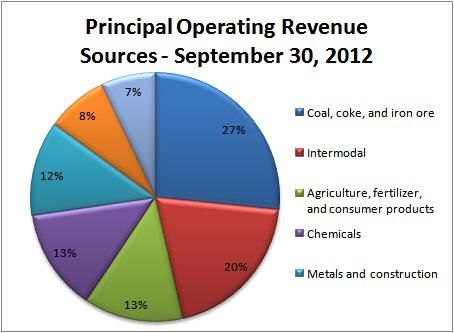 Principal Operating Revenue
Sources - September 30, 2012
7%
27%
8%
12%
13%
13%
20%
Coal, coke, and iron ore
Intermodal
Agriculture, fertilizer,
and consumer products
Chemicals
Metals and construction